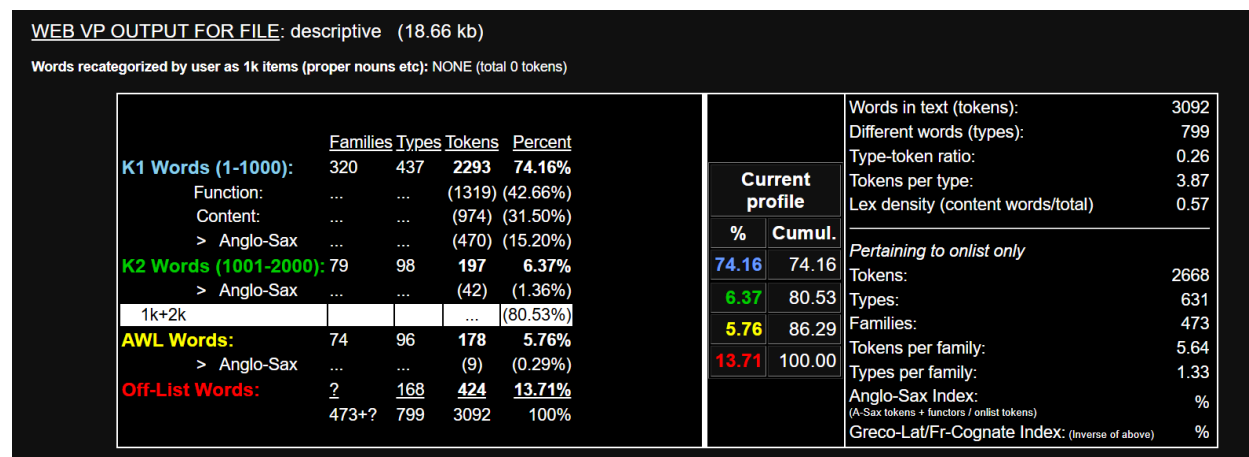 WEB VP OUTPUT FOR FILE: descriptive (18.66 kb)
Words recategorized by user as 1k items (proper nouns etc): NONE (total 0 tokens)
Families Types Tokens Percent
K1 Words (1-1000): 320 437 2293 74.16%
Function: ... ... (1319) (42.66%)
Content: ... ... (974) (31.50%)
> Anglo-Sax ... ... (470) (15.20%)
K2 Words (1001-2000): 79 98 197 6.37%
> Anglo-Sax ... ... (42) (1.36%)
1k+2k ... (80.53%)
AWL Words: 74 96 178 5.76%
> Anglo-Sax ... ... (9) (0.29%)
Off-List Words: ? 168 424 13.71%
473+? 799 3092 100%
Current
profile
% Cumul.
74.16 74.16
6.37 80.53
5.76 86.29
13.71 100.00
Words in text (tokens): 3092
Different words (types): 799
Type-token ratio: 0.26
Tokens per type: 3.87
Lex density (content words/total) 0.57
Pertaining to onlist only
Tokens: 2668
Types: 631
Families: 473
Tokens per family: 5.64
Types per family: 1.33
Anglo-Sax Index: %
(A-Sax tokens + functors / onlist tokens)
Greco-Lat/Fr-Cognate Index: (Inverse of above) %